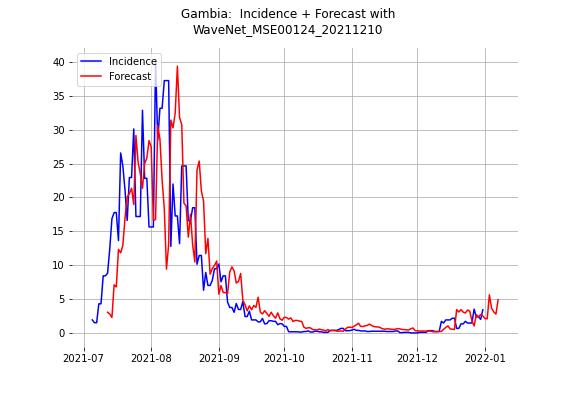 Gambia:  Incidence + Forecast with
WaveNet_MSE00124_20211210
Incidence
Forecast
40
35
30
25
20
15
10
5
0
2021-07 2021-08 2021-09 2021-10 2021-11 2021-12 2022-01